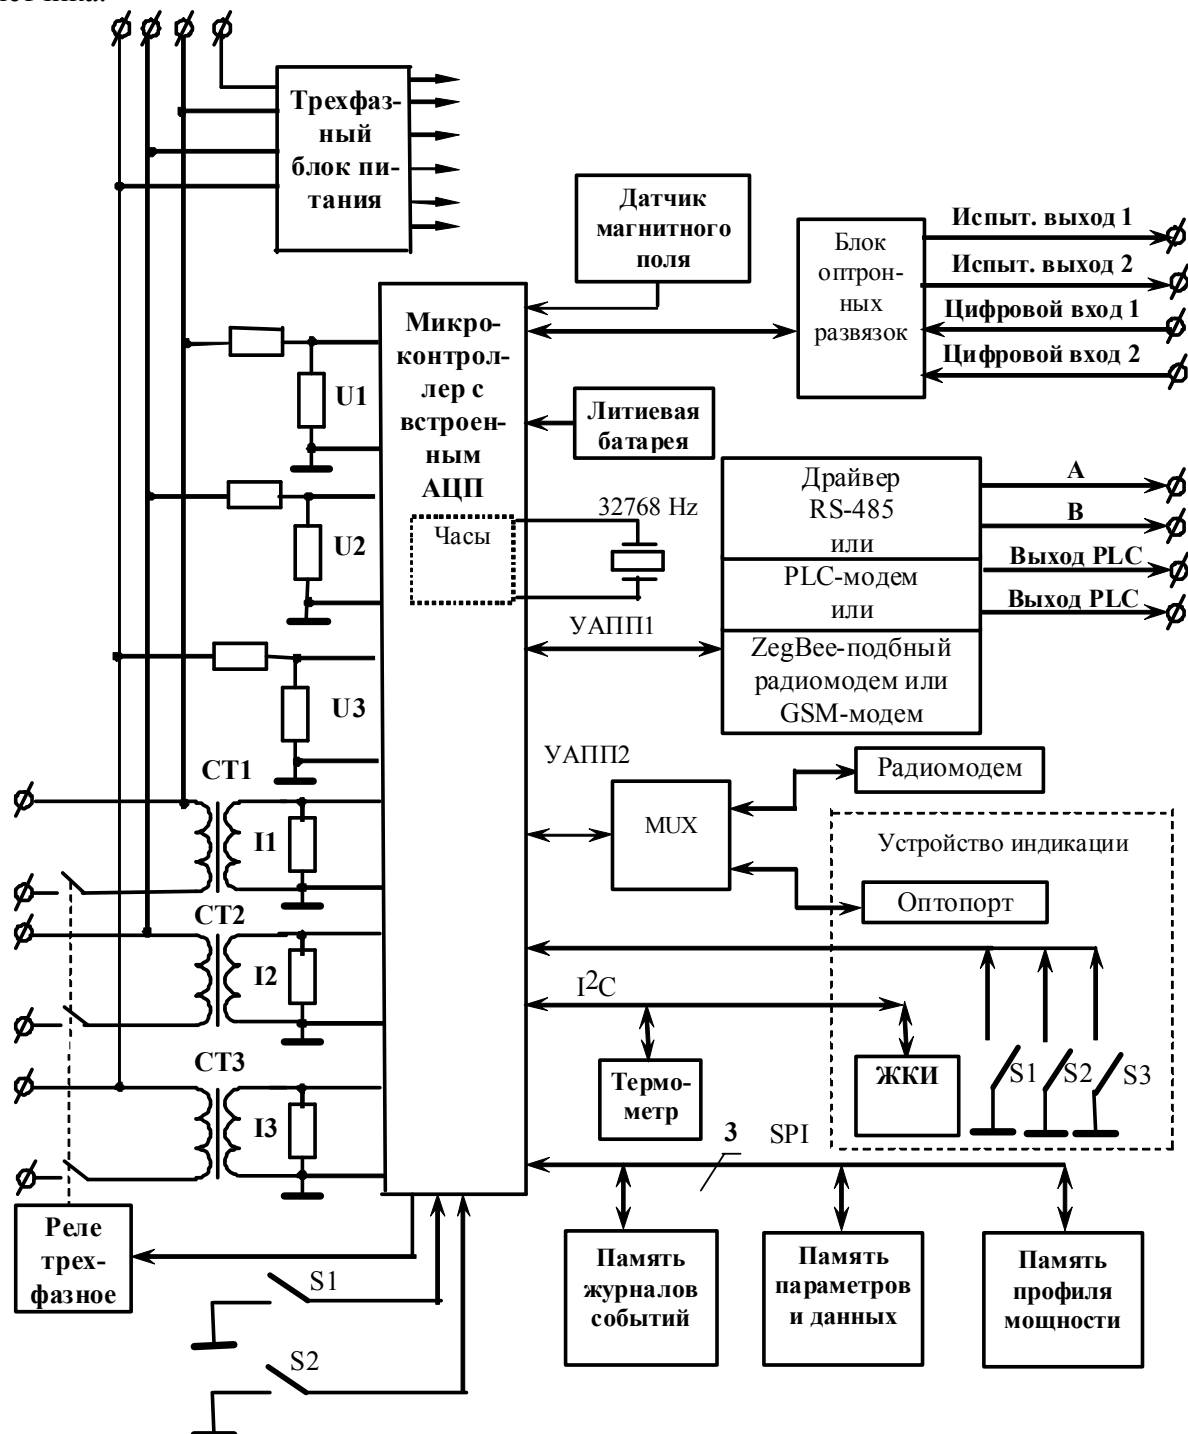 Трехфаз-
ный
блок пи-
тания
Датчик
магнитного
поля
Блок
оптрон-
ных
развязок
Испыт. выход 1
Испыт. выход 2
Цифровой вход 1
Цифровой вход 2
Микро-
контрол-
лер с
встроен-
ным
АЦП
Часы
U1
U2
U3
Литиевая
батарея
32768 Hz
Драйвер
RS-485
или
PLC-модем
или
ZegBee-подбный
радиомодем или
GSM-модем
A
B
Выход PLC
Выход PLC
УАПП1
УАПП2
MUX
Радиомодем
Устройство индикации
Оптопорт
CT1
I1
CT2
I2
CT3
I3
I2C
Термо-
метр
ЖКИ
S1
S2
S3
3
SPI
Реле
трех-
фазное
S1
S2
Память
журналов
событий
Память
параметров
и данных
Память
профиля
мощности